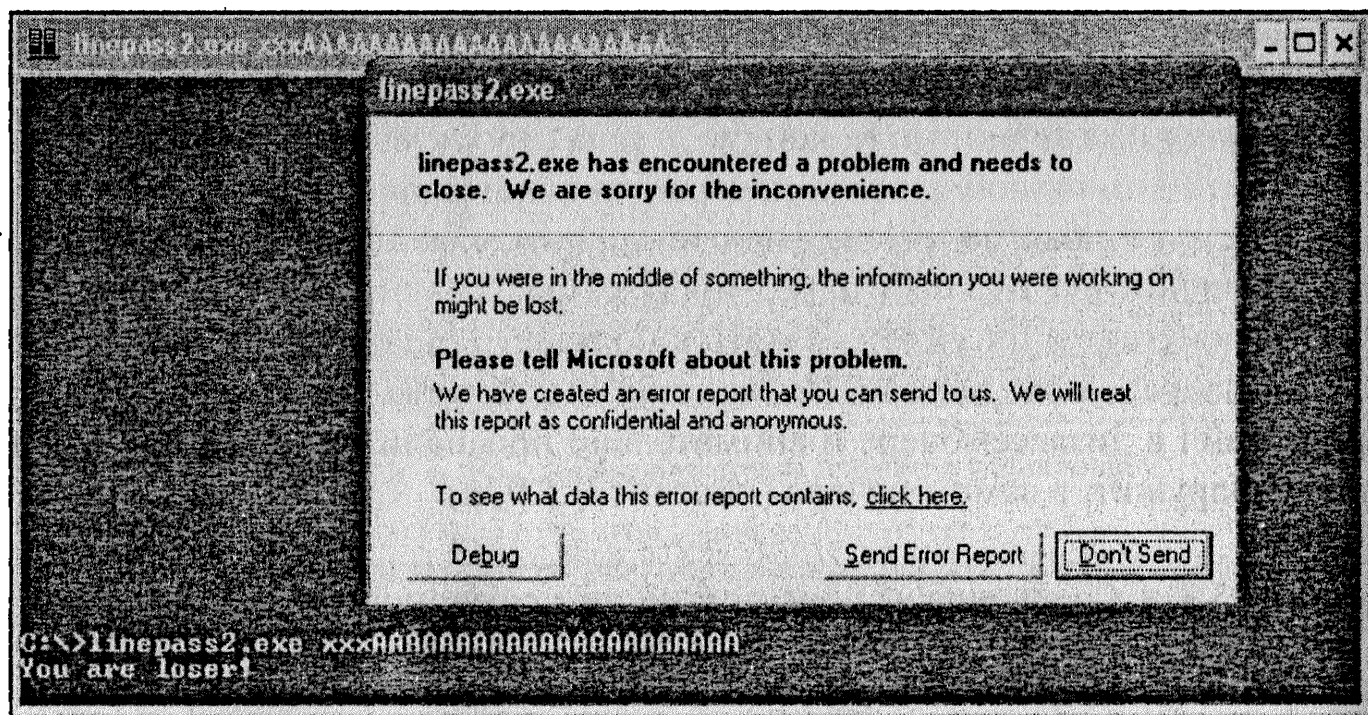 linepass2.exe xxxAAAAAAAAAAAAAAAAAAAAAA
linepass2.exe
linepass2.exe has encountered a problem and needs to
close. We are sorry for the inconvenience.
If you were in the middle of something, the information you were working on
might be lost.
Please tell Microsoft about this problem.
We have created an error report that you can send to us. We will treat
this report as confidential and anonymous.
To see what data this error report contains, click here.
Debug
Send Error Report
Don't Send
C:\>linepass2.exe xxxAAAAAAAAAAAAAAAAAAAAAA
You are loser!